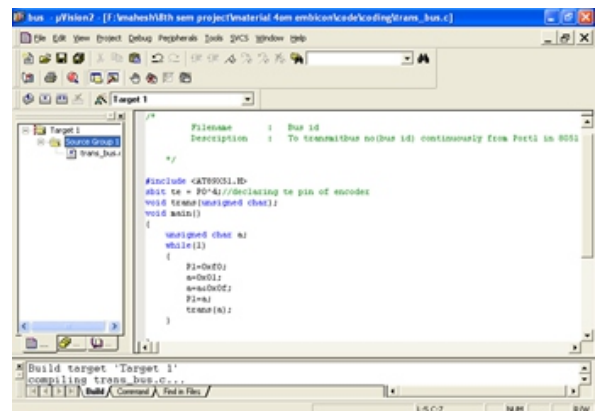 bus - µVision2 - [F:\mahesh\8th sem project\material 4om embicon\code\coding\trans_bus.c]
File Edit View Project Debug Peripherals Tools SVCS Window Help
Target 1
Target 1
Source Group 1
trans_bus.c
/*
Filename : Bus id
Description : To transmitbus no(bus id) continuously from Port1 in 8051
*/
#include <AT89X51.H>
sbit te = P0^4;//declaring te pin of encoder
void trans(unsigned char);
void main()
{
unsigned char a;
while(1)
{
P1=0xf0;
a=0x01;
a=a&0x0f;
P1=a;
trans(a);
}
Build target 'Target 1'
compiling trans_bus.c...
Build Command Find in Files
L:5 C:7 NUM R/W